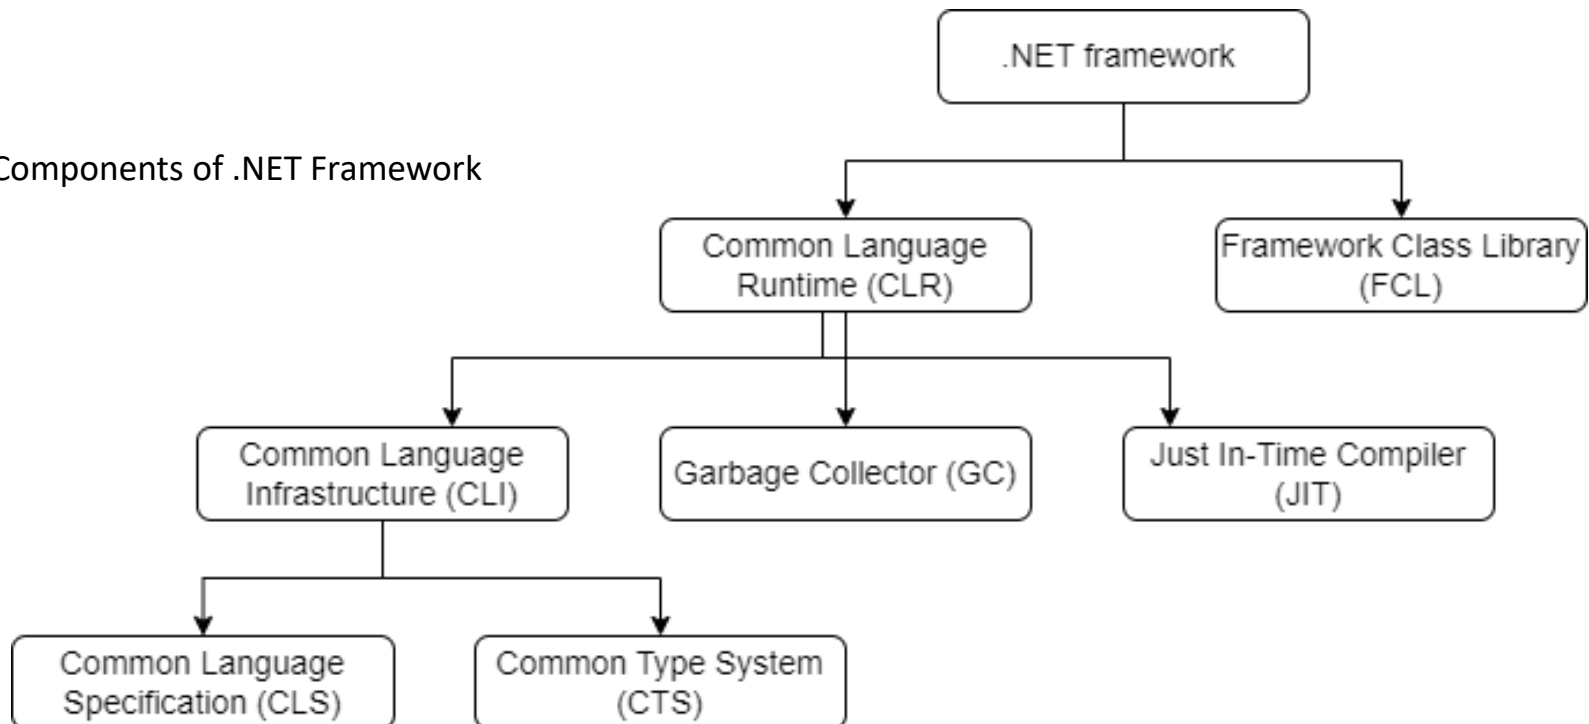 .NET framework
Components of .NET Framework
Common Language
Runtime (CLR)
Framework Class Library
(FCL)
Common Language
Infrastructure (CLI)
Garbage Collector (GC)
Just In-Time Compiler
(JIT)
Common Language
Specification (CLS)
Common Type System
(CTS)